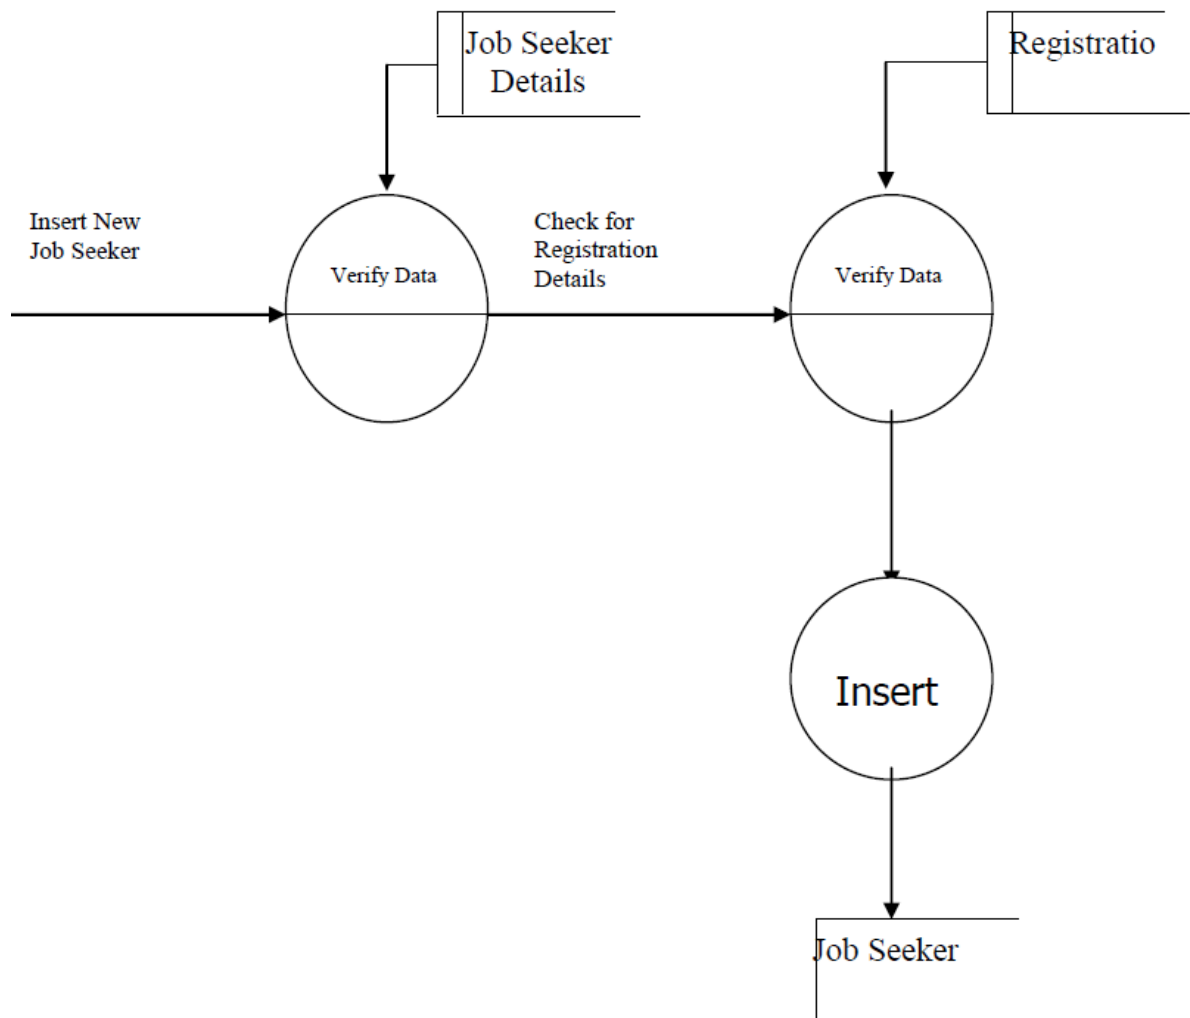 Job Seeker
Details
Registratio
Insert New
Job Seeker
Verify Data
Check for
Registration
Details
Verify Data
Insert
Job Seeker